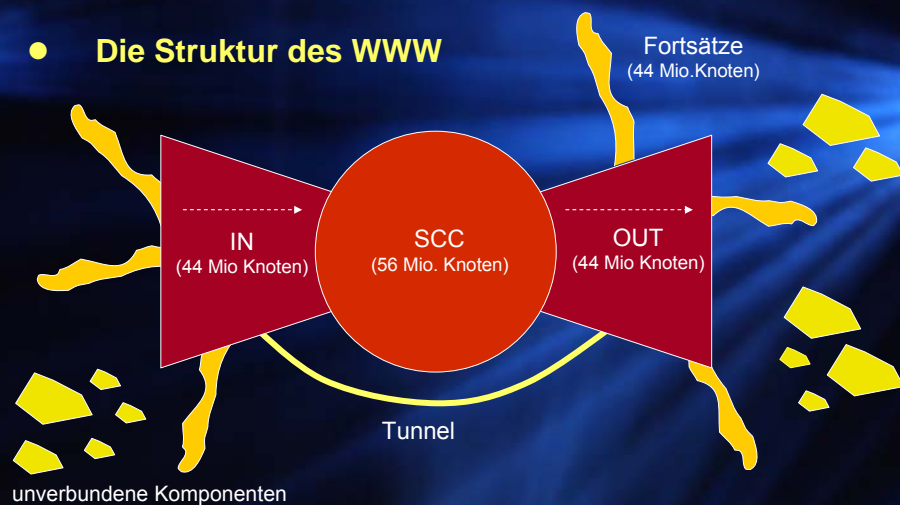 Die Struktur des WWW
Fortsätze
(44 Mio.Knoten)
IN
(44 Mio Knoten)
SCC
(56 Mio. Knoten)
OUT
(44 Mio Knoten)
Tunnel
unverbundene Komponenten